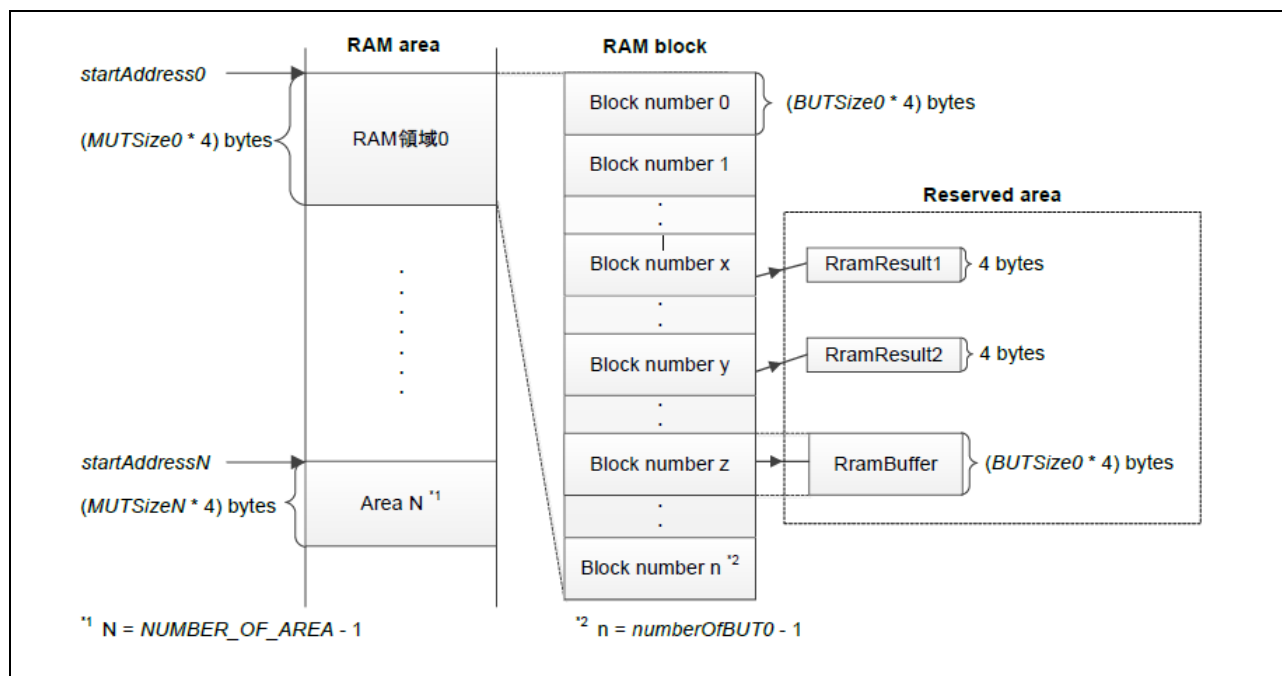 RAM area
RAM block
startAddress0
(MUTSize0 * 4) bytes
RAM領域0
Block number 0
(BUTSize0 * 4) bytes
Block number 1
:
Reserved area
Block number x
RramResult1
4 bytes
:
Block number y
RramResult2
4 bytes
:
startAddressN
(MUTSizeN * 4) bytes
Area N *1
Block number z
RramBuffer
(BUTSize0 * 4) bytes
:
Block number n *2
*1 N = NUMBER_OF_AREA - 1
*2 n = numberOfBUT0 - 1